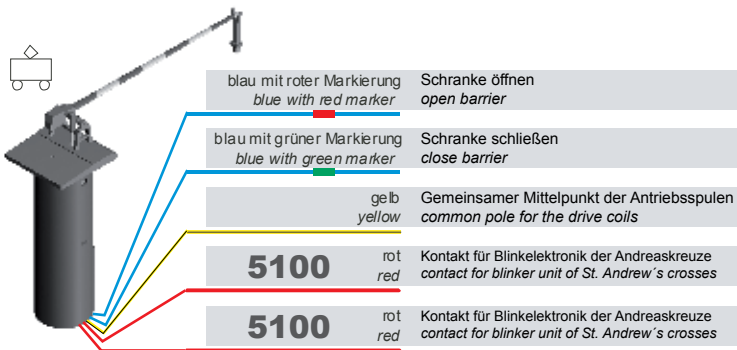 blau mit roter Markierung Schranke öffnen
blue with red marker open barrier
blau mit grüner Markierung Schranke schließen
blue with green marker close barrier
gelb Gemeinsamer Mittelpunkt der Antriebsspulen
yellow common pole for the drive coils
5100 rot Kontakt für Blinkelektronik der Andreaskreuze
red contact for blinker unit of St. Andrew´s crosses
5100 rot Kontakt für Blinkelektronik der Andreaskreuze
red contact for blinker unit of St. Andrew´s crosses